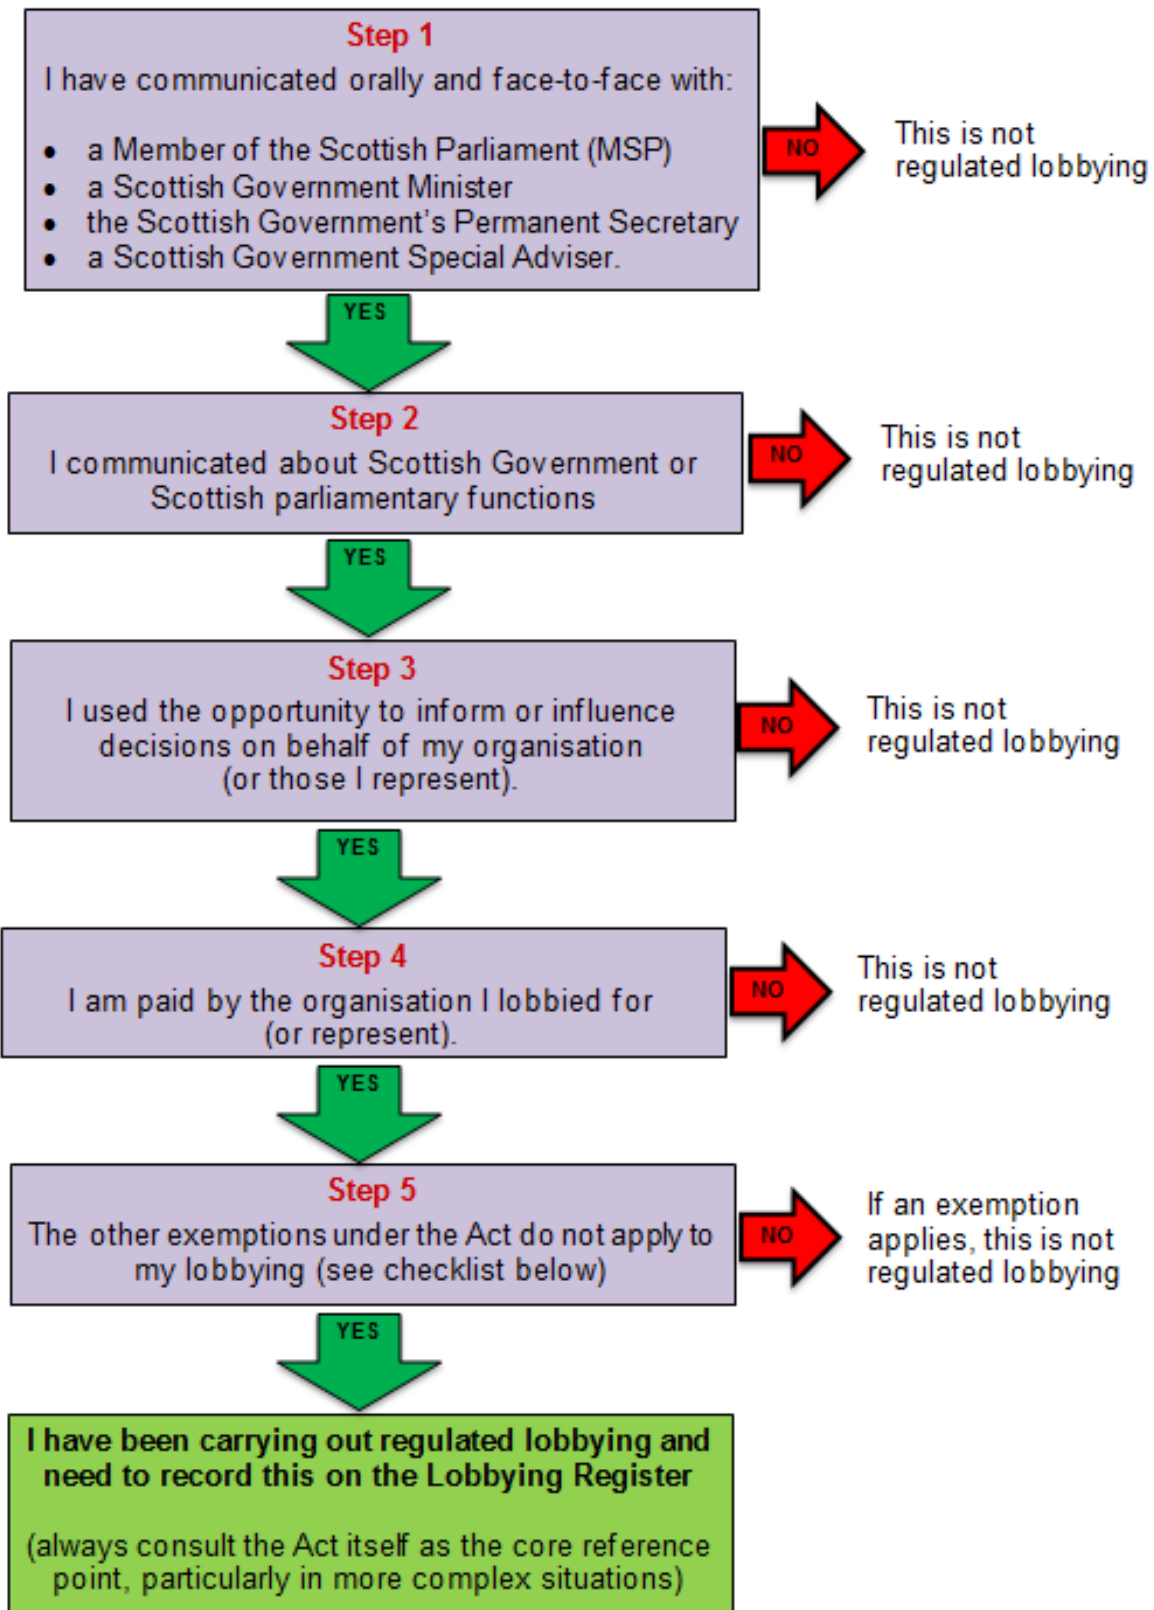 Step 1
I have communicated orally and face-to-face with:
• a Member of the Scottish Parliament (MSP)
• a Scottish Government Minister
• the Scottish Government's Permanent Secretary
• a Scottish Government Special Adviser.
NO
This is not
regulated lobbying
YES
Step 2
I communicated about Scottish Government or
Scottish parliamentary functions
NO
This is not
regulated lobbying
YES
Step 3
I used the opportunity to inform or influence
decisions on behalf of my organisation
(or those I represent).
NO
This is not
regulated lobbying
YES
Step 4
I am paid by the organisation I lobbied for
(or represent).
NO
This is not
regulated lobbying
YES
Step 5
The other exemptions under the Act do not apply to
my lobbying (see checklist below)
NO
If an exemption
applies, this is not
regulated lobbying
YES
I have been carrying out regulated lobbying and
need to record this on the Lobbying Register
(always consult the Act itself as the core reference
point, particularly in more complex situations)